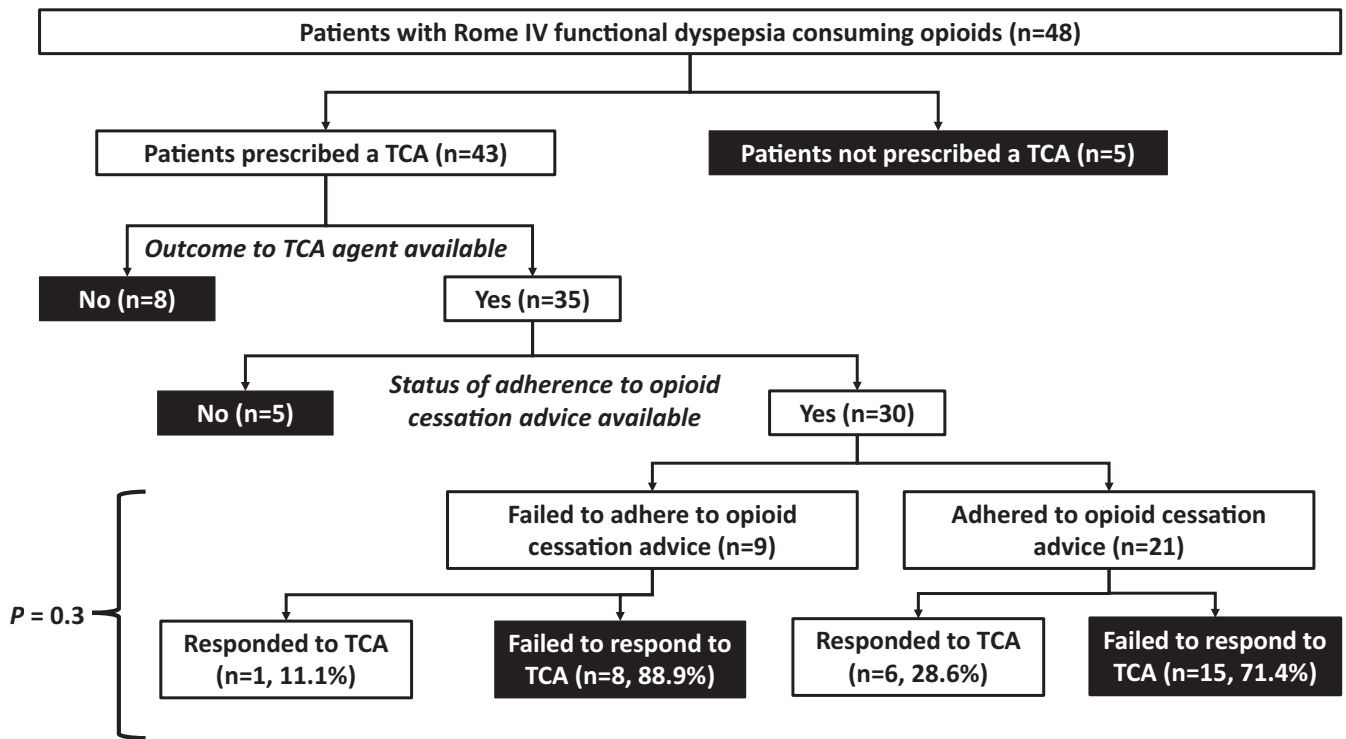 Patients with Rome IV functional dyspepsia consuming opioids (n=48)
Patients prescribed a TCA (n=43)
Patients not prescribed a TCA (n=5)
Outcome to TCA agent available
No (n=8)
Yes (n=35)
Status of adherence to opioid
cessation advice available
No (n=5)
Yes (n=30)
Failed to adhere to opioid
cessation advice (n=9)
Adhered to opioid cessation
advice (n=21)
P = 0.3
Responded to TCA
(n=1, 11.1%)
Failed to respond to
TCA (n=8, 88.9%)
Responded to TCA
(n=6, 28.6%)
Failed to respond to
TCA (n=15, 71.4%)